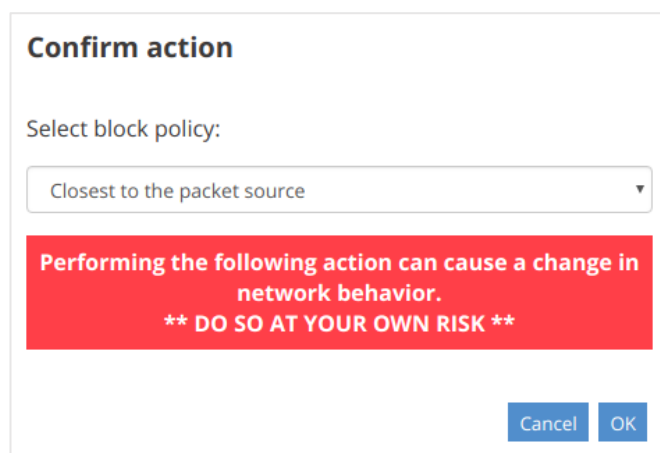 Confirm action
Select block policy:
Closest to the packet source
Performing the following action can cause a change in
network behavior.
** DO SO AT YOUR OWN RISK **
Cancel OK